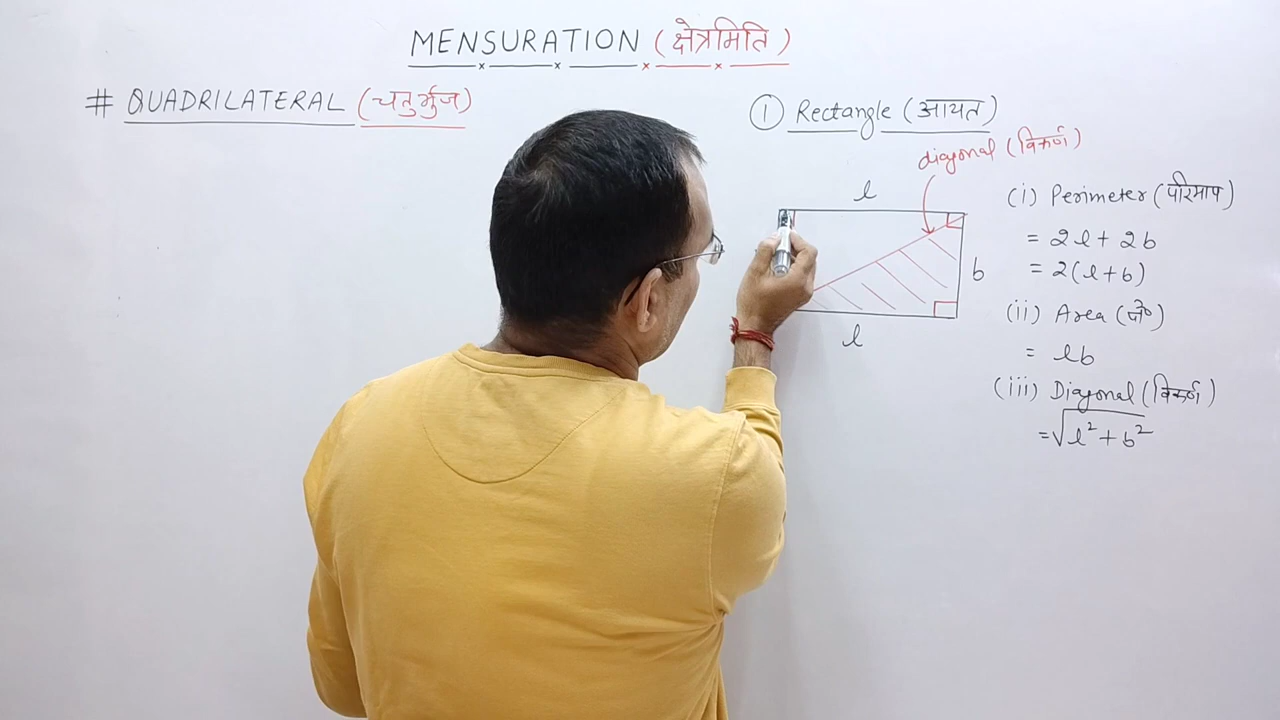 MENSURATION (क्षेत्रमिति)
# QUADRILATERAL (चतुर्भुज)
① Rectangle (आयत)
diagonal (विकर्ण)
l
b
l
(i) Perimeter (परिमाप)
= 2l + 2b
= 2(l+b)
(ii) Area (क्षे०)
= lb
(iii) Diagonal (विकर्ण)
= √l² + b²